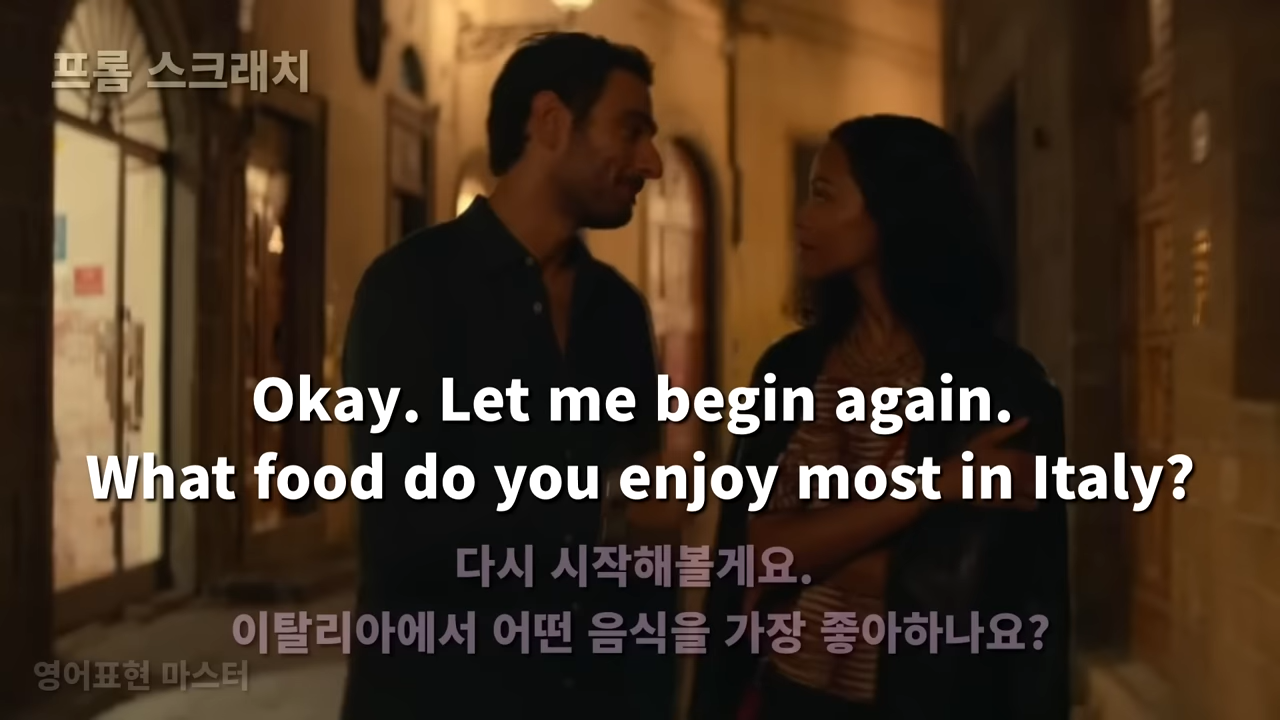 프롬 스크래치
Okay. Let me begin again.
What food do you enjoy most in Italy?
다시 시작해볼게요.
이탈리아에서 어떤 음식을 가장 좋아하나요?
영어표현 마스터